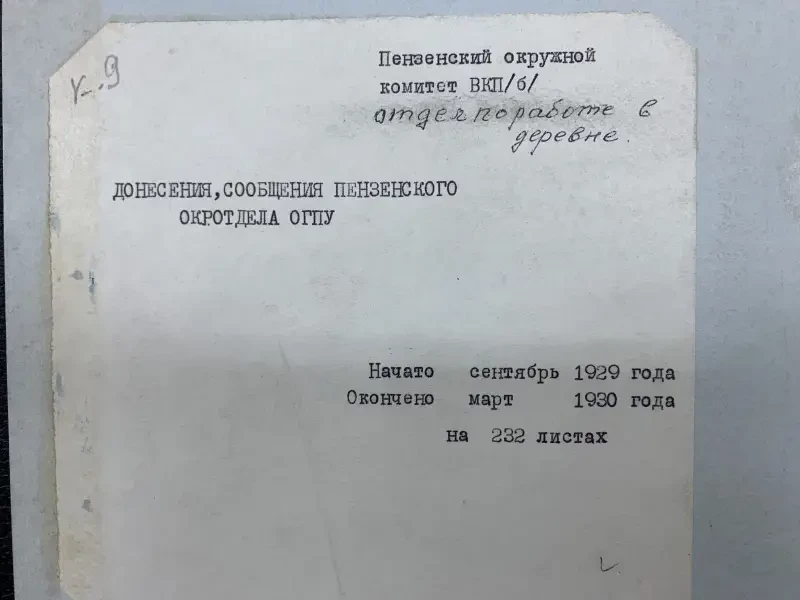 Пензенский окружной
комитет ВКП/б/
отдел по работе в
деревне.
ДОНЕСЕНИЯ,СООБЩЕНИЯ ПЕНЗЕНСКОГО
ОКРОТДЕЛА ОГПУ
Начато сентябрь 1929 года
Окончено март 1930 года
на 232 листах